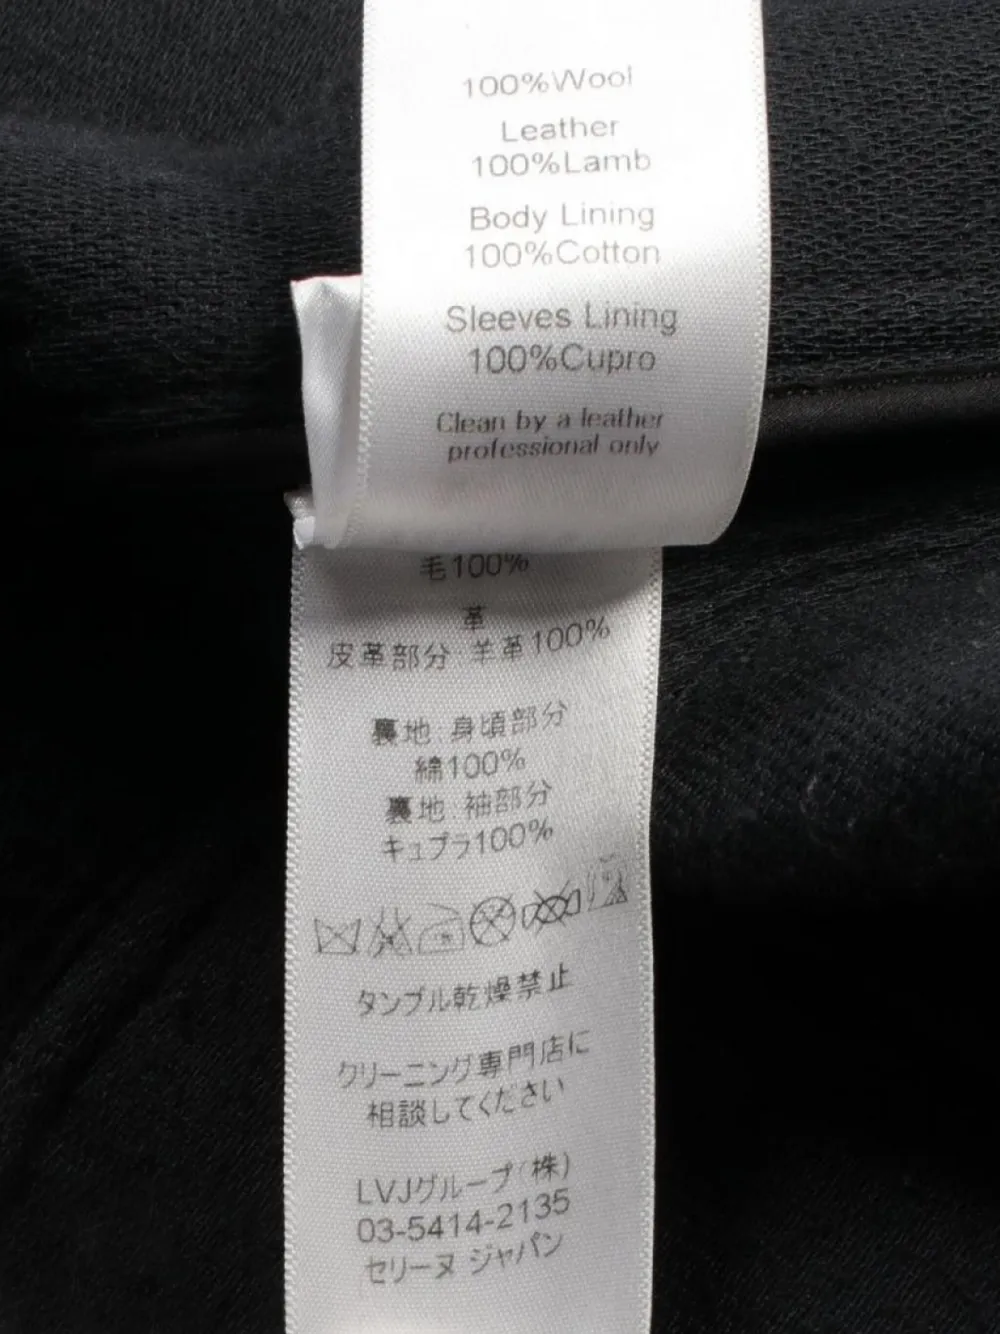 100%Wool
Leather
100%Lamb
Body Lining
100%Cotton
Sleeves Lining
100%Cupro
Clean by a leather
professional only
毛100%
革
皮革部分:羊革100%
裏地:身頃部分
綿100%
裏地:袖部分
キュプラ100%
タンブル乾燥禁止
クリーニング専門店に
相談してください
LVJグループ(株)
03-5414-2135
セリーヌ ジャパン